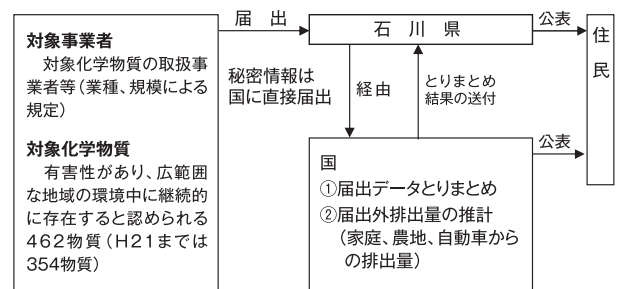 対象事業者
対象化学物質の取扱事
業者等(業種、規模による
規定)
対象化学物質
有害性があり、広範囲
な地域の環境中に継続的
に存在すると認められる
462物質(H21までは
354物質)
届　出
秘密情報は
国に直接届出
石　川　県
経由
とりまとめ
結果の送付
国
①届出データとりまとめ
②届出外排出量の推計
(家庭、農地、自動車から
の排出量)
公表
公表
住
民